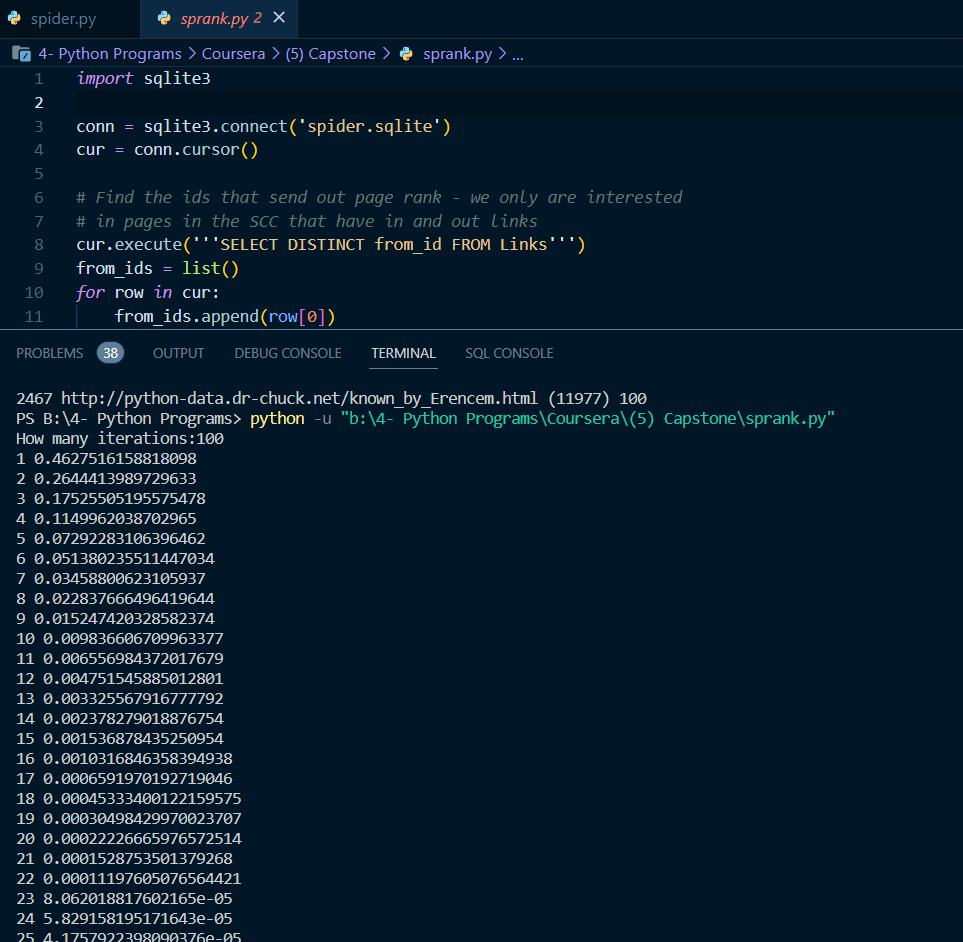 spider.py
sprank.py 2
4- Python Programs > Coursera > (5) Capstone > sprank.py > ...
1 import sqlite3
2
3 conn = sqlite3.connect('spider.sqlite')
4 cur = conn.cursor()
5
6 # Find the ids that send out page rank - we only are interested
7 # in pages in the SCC that have in and out links
8 cur.execute('''SELECT DISTINCT from_id FROM Links''')
9 from_ids = list()
10 for row in cur:
11 from_ids.append(row[0])
PROBLEMS 38 OUTPUT DEBUG CONSOLE TERMINAL SQL CONSOLE
2467 http://python-data.dr-chuck.net/known_by_Erencem.html (11977) 100
PS B:\4- Python Programs> python -u "b:\4- Python Programs\Coursera\(5) Capstone\sprank.py"
How many iterations:100
1 0.4627516158818098
2 0.2644413989729633
3 0.17525505195575478
4 0.1149962038702965
5 0.07292283106396462
6 0.051380235511447034
7 0.03458800623105937
8 0.022837666496419644
9 0.015247420328582374
10 0.009836606709963377
11 0.006556984372017679
12 0.004751545885012801
13 0.003325567916777792
14 0.002378279018876754
15 0.001536878435250954
16 0.0010316846358394938
17 0.0006591970192719046
18 0.00045333400122159575
19 0.00030498429970023707
20 0.00022226665976572514
21 0.0001528753501379268
22 0.00011197605076564421
23 8.062018817602165e-05
24 5.829158195171643e-05
25 4.1757922398090376e-05